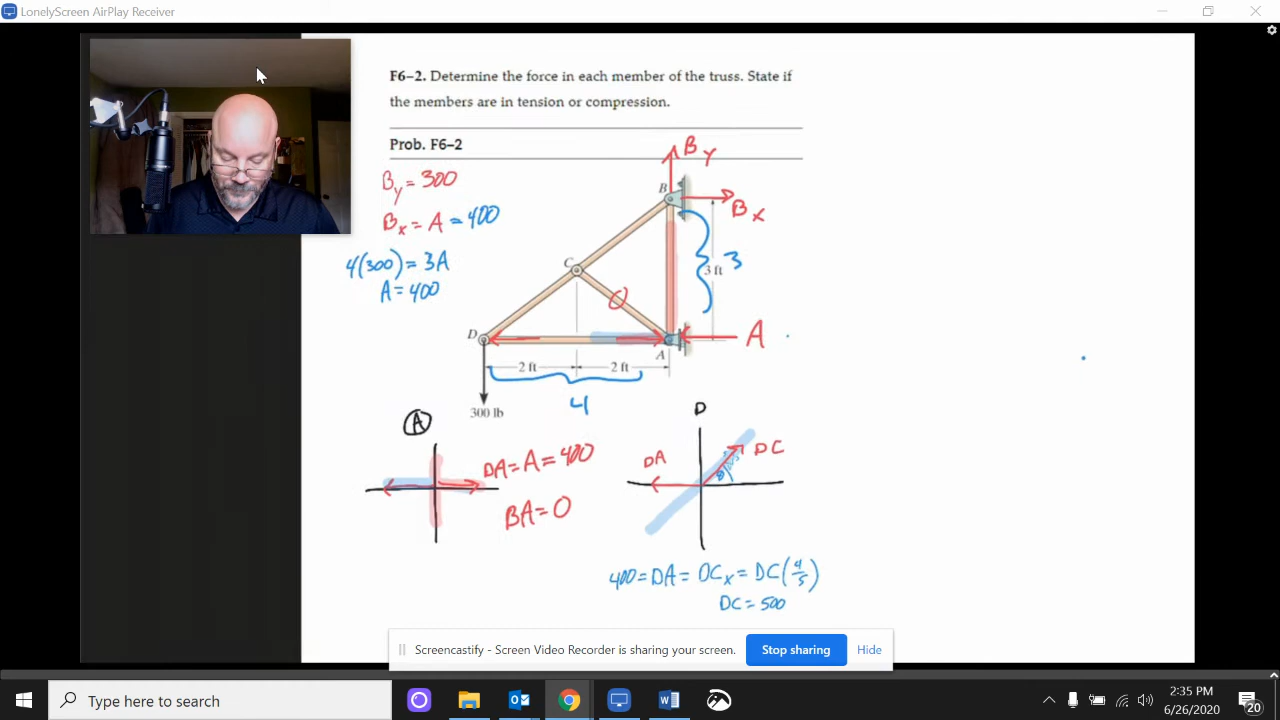 LonelyScreen AirPlay Receiver
F6–2. Determine the force in each member of the truss. State if
the members are in tension or compression.
Prob. F6–2
By = 300
Bx = A = 400
4(300) = 3A
A = 400
By
B
Bx
C
O
3 ft
3
D
A
A
2 ft
2 ft
4
300 lb
A
DA = A = 400
BA = 0
D
DA
DC
400 = DA = DCx = DC(4/5)
DC = 500
Screencastify - Screen Video Recorder is sharing your screen.
Stop sharing
Hide
Type here to search
2:35 PM
6/26/2020
20